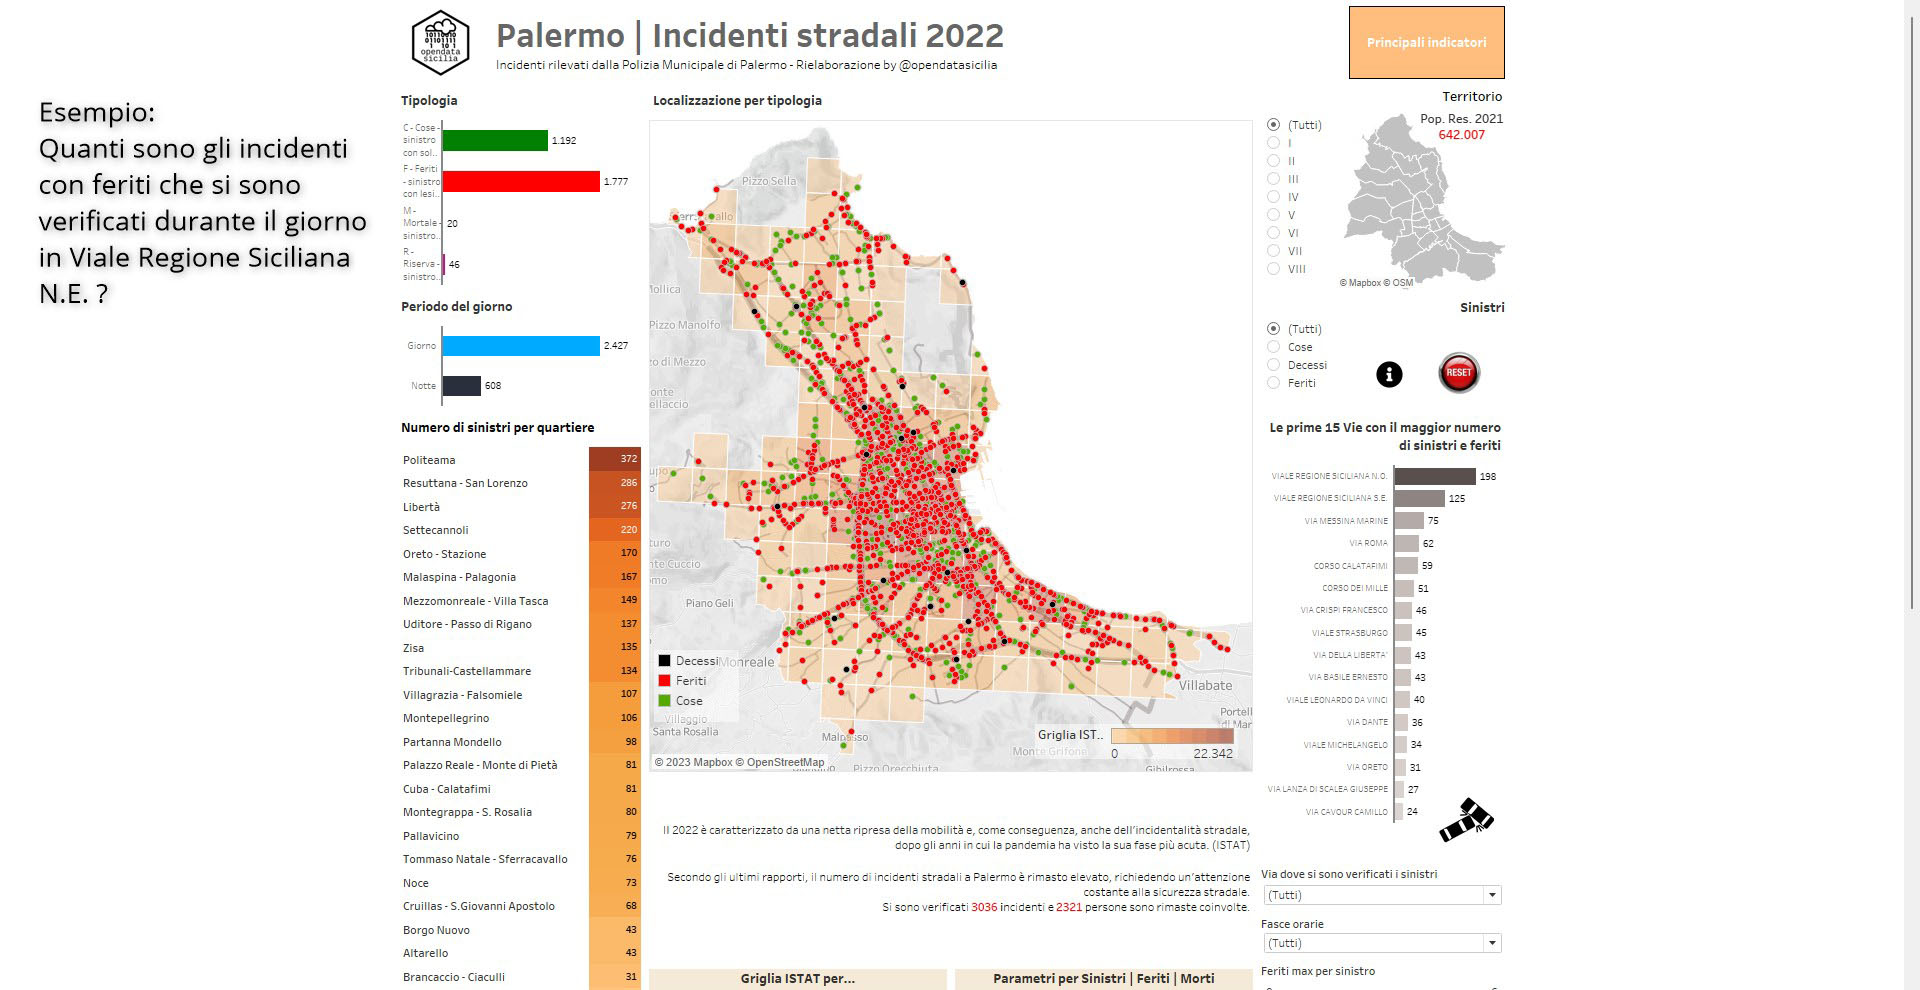 Esempio:
Quanti sono gli incidenti
con feriti che si sono
verificati durante il giorno
in Viale Regione Siciliana
N.E. ?
opendata
sicilia
Palermo | Incidenti stradali 2022
Incidenti rilevati dalla Polizia Municipale di Palermo - Rielaborazione by @opendatasicilia
Principali indicatori
Tipologia
C - Cose -
sinistro
con sol..
1.192
F - Feriti
- sinistro
con lesi..
1.777
M -
Mortale -
sinistro..
20
R -
Riserva -
sinistro..
46
Periodo del giorno
Giorno 2.427
Notte 608
Numero di sinistri per quartiere
Politeama 372
Resuttana - San Lorenzo 286
Libertà 276
Settecannoli 220
Oreto - Stazione 170
Malaspina - Palagonia 167
Mezzomonreale - Villa Tasca 149
Uditore - Passo di Rigano 137
Zisa 135
Tribunali-Castellammare 134
Villagrazia - Falsomiele 107
Montepellegrino 106
Partanna Mondello 98
Palazzo Reale - Monte di Pietà 81
Cuba - Calatafimi 81
Montegrappa - S. Rosalia 80
Pallavicino 79
Tommaso Natale - Sferracavallo 76
Noce 73
Cruillas - S.Giovanni Apostolo 68
Borgo Nuovo 43
Altarello 43
Brancaccio - Ciaculli 31
Localizzazione per tipologia
Pizzo Sella
Mollica
Pizzo Manolfo
zo di Mezzo
onte
ellaccio
upo
turo
nte Cuccio
omo
Piano Geli
Monreale
Villabate
Villaggio
Santa Rosalia
Portell
di Mar
Monte Grifone
Gibilrossa
Pizzo Orecchiuta
Decessi
Feriti
Cose
Griglia IST..
0 22.342
© 2023 Mapbox © OpenStreetMap
Il 2022 è caratterizzato da una netta ripresa della mobilità e, come conseguenza, anche dell'incidentalità stradale,
dopo gli anni in cui la pandemia ha visto la sua fase più acuta. (ISTAT)
Secondo gli ultimi rapporti, il numero di incidenti stradali a Palermo è rimasto elevato, richiedendo un'attenzione
costante alla sicurezza stradale.
Si sono verificati 3036 incidenti e 2321 persone sono rimaste coinvolte.
Griglia ISTAT per...
Parametri per Sinistri | Feriti | Morti
Territorio
Pop. Res. 2021
642.007
(Tutti)
I
II
III
IV
V
VI
VII
VIII
© Mapbox © OSM
Sinistri
(Tutti)
Cose
Decessi
Feriti
i
RESET
Le prime 15 Vie con il maggior numero
di sinistri e feriti
VIALE REGIONE SICILIANA N.O. 198
VIALE REGIONE SICILIANA S.E. 125
VIA MESSINA MARINE 75
VIA ROMA 62
CORSO CALATAFIMI 59
CORSO DEI MILLE 51
VIA CRISPI FRANCESCO 46
VIALE STRASBURGO 45
VIA DELLA LIBERTA' 43
VIA BASILE ERNESTO 43
VIALE LEONARDO DA VINCI 40
VIA DANTE 36
VIALE MICHELANGELO 34
VIA ORETO 31
VIA LANZA DI SCALEA GIUSEPPE 27
VIA CAVOUR CAMILLO 24
Via dove si sono verificati i sinistri
(Tutti)
Fasce orarie
(Tutti)
Feriti max per sinistro